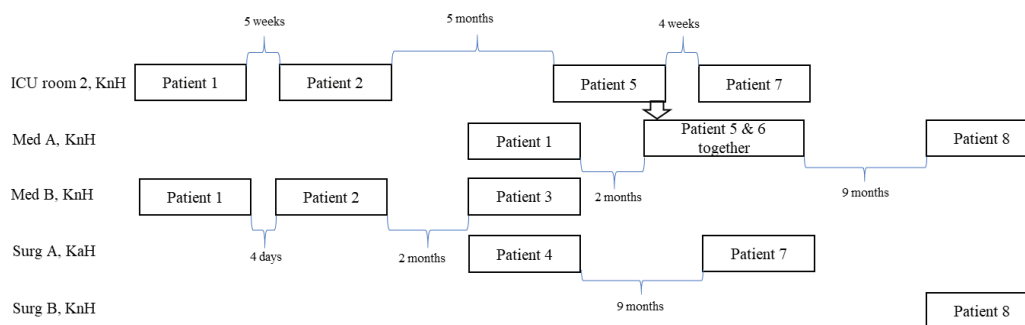 5 weeks
5 months
4 weeks
ICU room 2, KnH
Patient 1
Patient 2
Patient 5
Patient 7
Med A, KnH
Patient 1
Patient 5 & 6
together
Patient 8
2 months
9 months
Med B, KnH
Patient 1
Patient 2
Patient 3
4 days
2 months
Surg A, KaH
Patient 4
Patient 7
9 months
Surg B, KnH
Patient 8